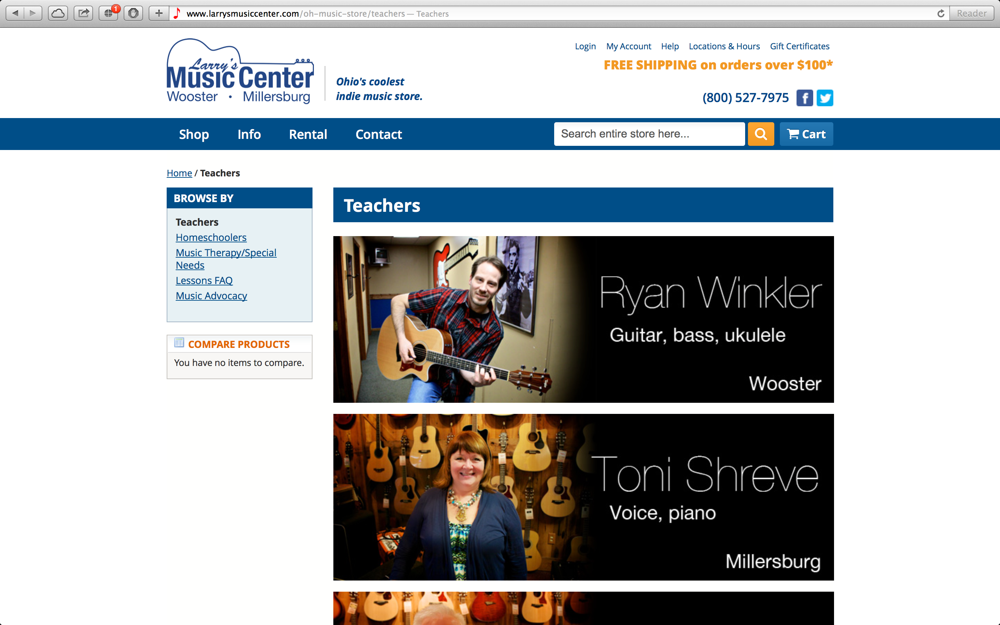 1
www.larrysmusiccenter.com/oh-music-store/teachers — Teachers
Reader
Login My Account Help Locations & Hours Gift Certificates
FREE SHIPPING on orders over $100*
Larry's
Music Center
Wooster • Millersburg
Ohio's coolest
indie music store.
(800) 527-7975
Shop Info Rental Contact
Search entire store here...
Cart
Home / Teachers
BROWSE BY
Teachers
Homeschoolers
Music Therapy/Special
Needs
Lessons FAQ
Music Advocacy
COMPARE PRODUCTS
You have no items to compare.
Teachers
Ryan Winkler
Guitar, bass, ukulele
Wooster
Toni Shreve
Voice, piano
Millersburg